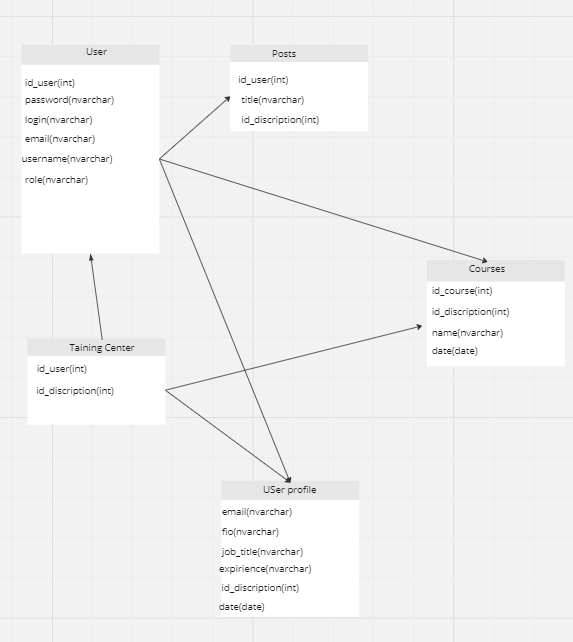 User
id_user(int)
password(nvarchar)
login(nvarchar)
email(nvarchar)
username(nvarchar)
role(nvarchar)
Posts
id_user(int)
title(nvarchar)
id_discription(int)
Courses
id_course(int)
id_discription(int)
name(nvarchar)
date(date)
Taining Center
id_user(int)
id_discription(int)
USer profile
email(nvarchar)
fio(nvarchar)
job_title(nvarchar)
expirience(nvarchar)
id_discription(int)
date(date)